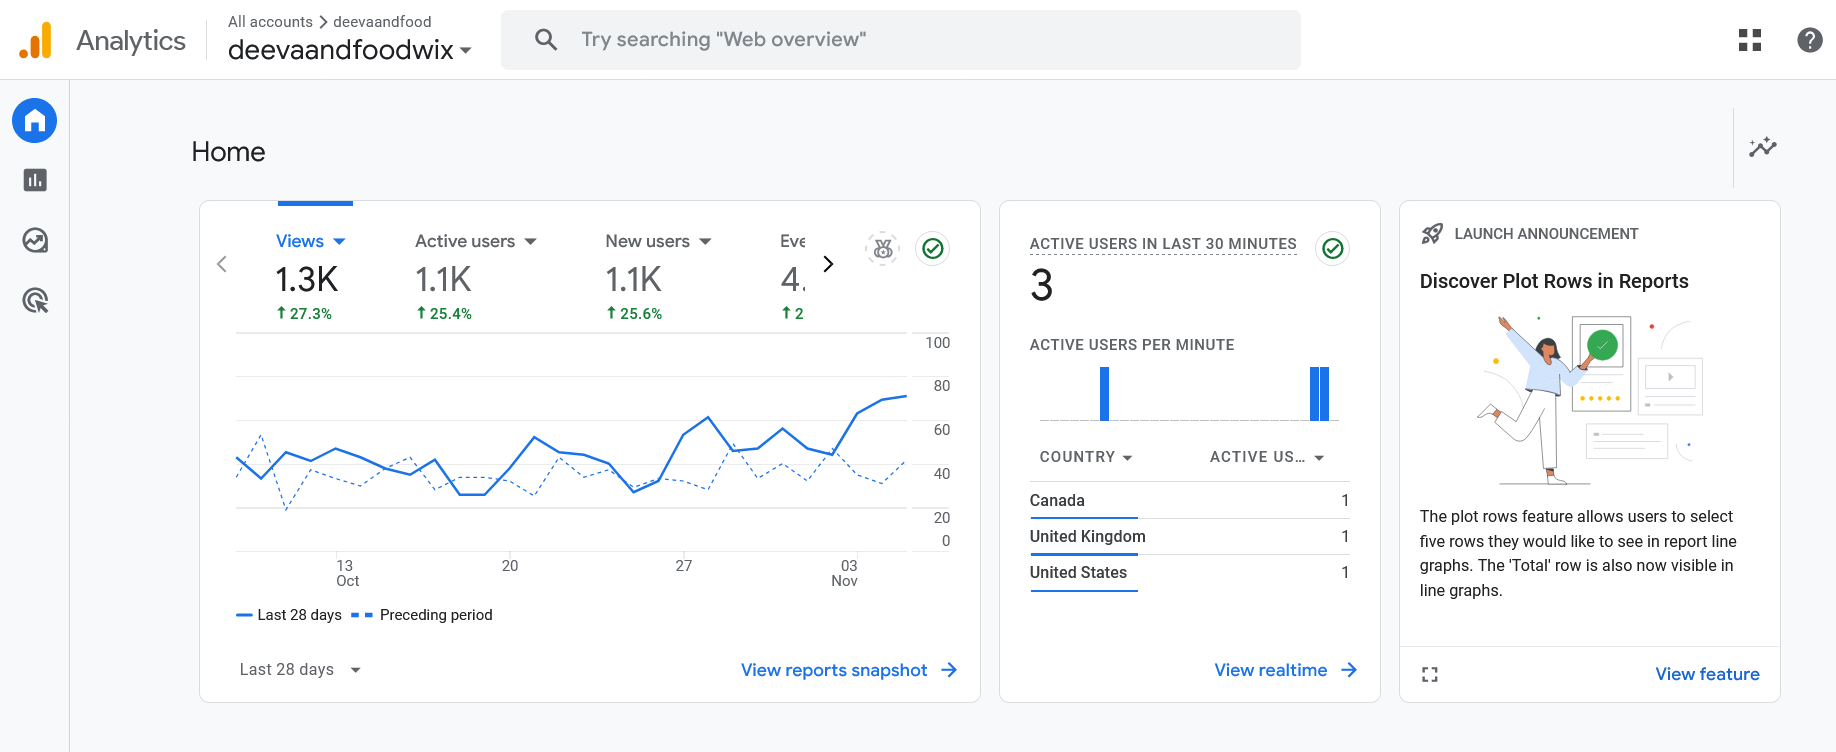 Analytics
All accounts > deevaandfood
deevaandfoodwix
Try searching "Web overview"
Home
Views
1.3K
27.3%
Active users
1.1K
25.4%
New users
1.1K
25.6%
Eve
4.
2
100
80
60
40
20
0
13
Oct
20
27
03
Nov
Last 28 days
Preceding period
Last 28 days
View reports snapshot
ACTIVE USERS IN LAST 30 MINUTES
3
ACTIVE USERS PER MINUTE
COUNTRY
ACTIVE US...
Canada 1
United Kingdom 1
United States 1
View realtime
LAUNCH ANNOUNCEMENT
Discover Plot Rows in Reports
The plot rows feature allows users to select
five rows they would like to see in report line
graphs. The 'Total' row is also now visible in
line graphs.
View feature